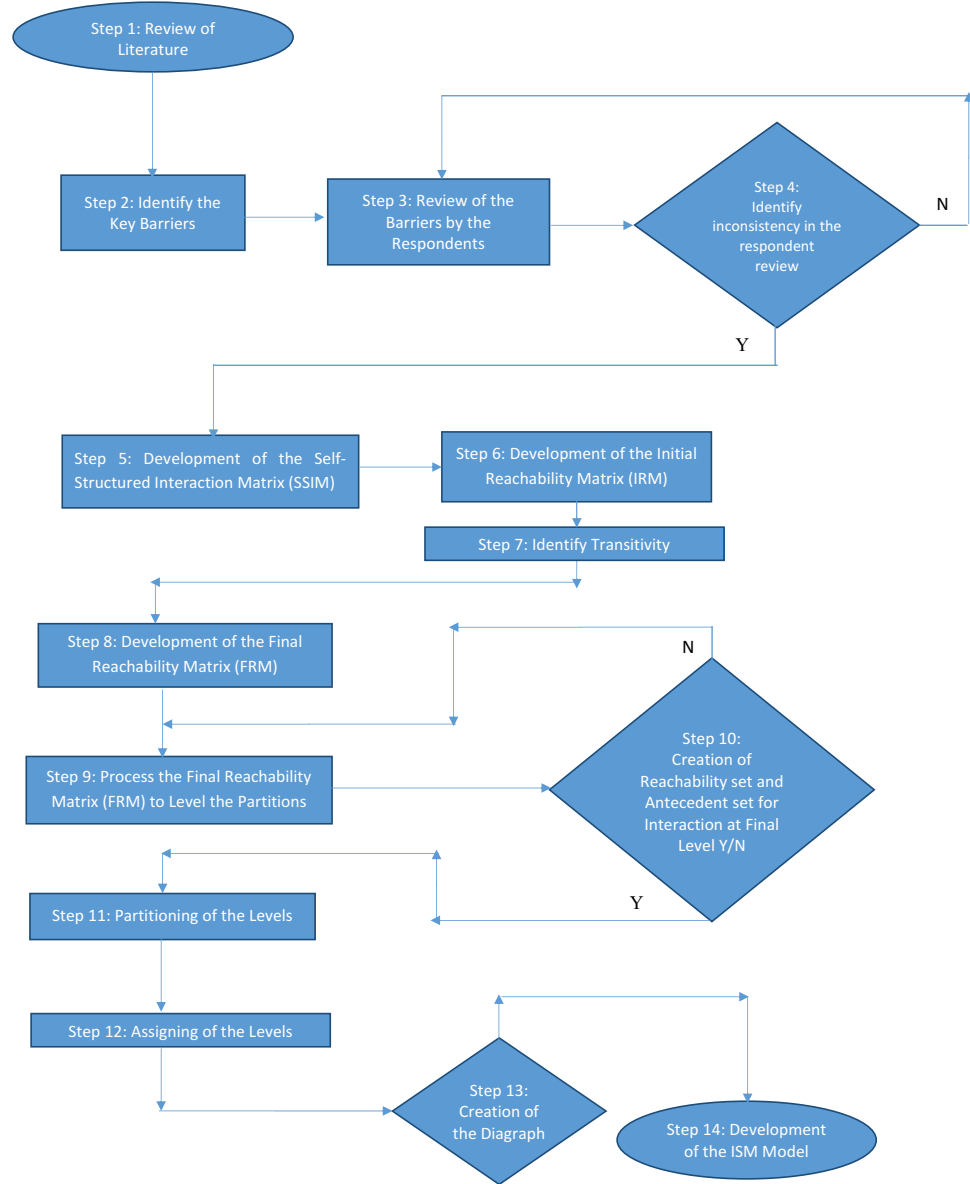 Step 1: Review of
Literature
Step 2: Identify the
Key Barriers
Step 3: Review of the
Barriers by the
Respondents
Step 4:
Identify
inconsistency in the
respondent
review
N
Y
Step 5: Development of the Self-
Structured Interaction Matrix (SSIM)
Step 6: Development of the Initial
Reachability Matrix (IRM)
Step 7: Identify Transitivity
Step 8: Development of the Final
Reachability Matrix (FRM)
N
Step 9: Process the Final Reachability
Matrix (FRM) to Level the Partitions
Step 10:
Creation of
Reachability set and
Antecedent set for
Interaction at Final
Level Y/N
Y
Step 11: Partitioning of the Levels
Step 12: Assigning of the Levels
Step 13:
Creation of
the Diagraph
Step 14: Development
of the ISM Model